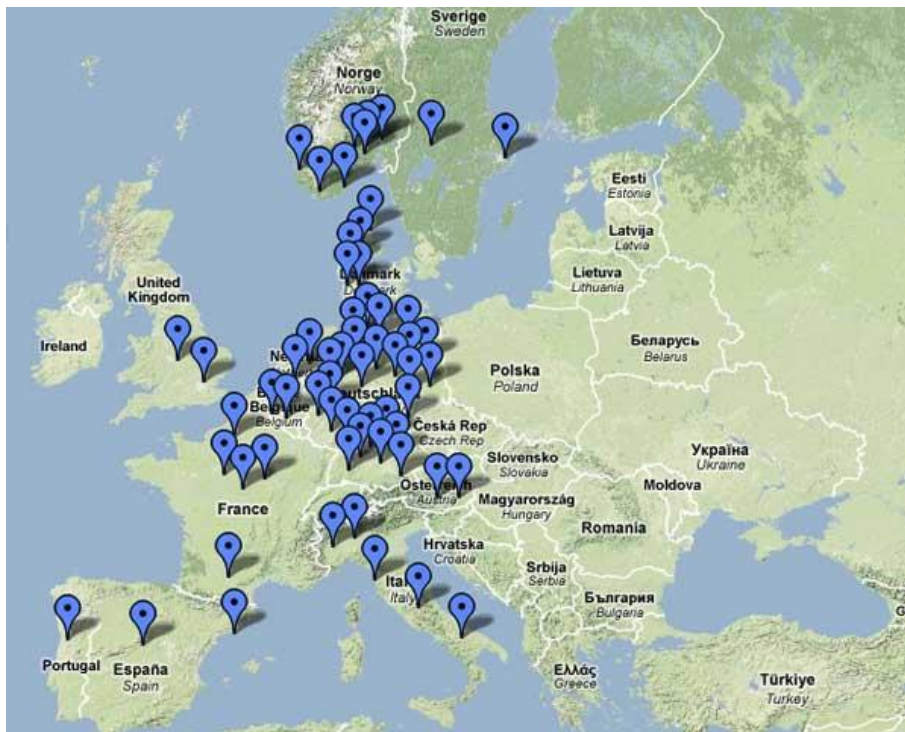 Sverige
Sweden
Norge
Norway
Eesti
Estonia
Latvija
Latvia
Lietuva
Lithuania
United
Kingdom
Ireland
Беларусь
Belarus
Polska
Poland
Belgique
Belgium
Česká Rep
Czech Rep
Україна
Ukraine
Slovensko
Slovakia
Moldova
Austria
Magyarország
Hungary
France
Romania
Hrvatska
Croatia
Srbija
Serbia
Italy
България
Bulgaria
Portugal
España
Spain
Ελλάς
Greece
Türkiye
Turkey